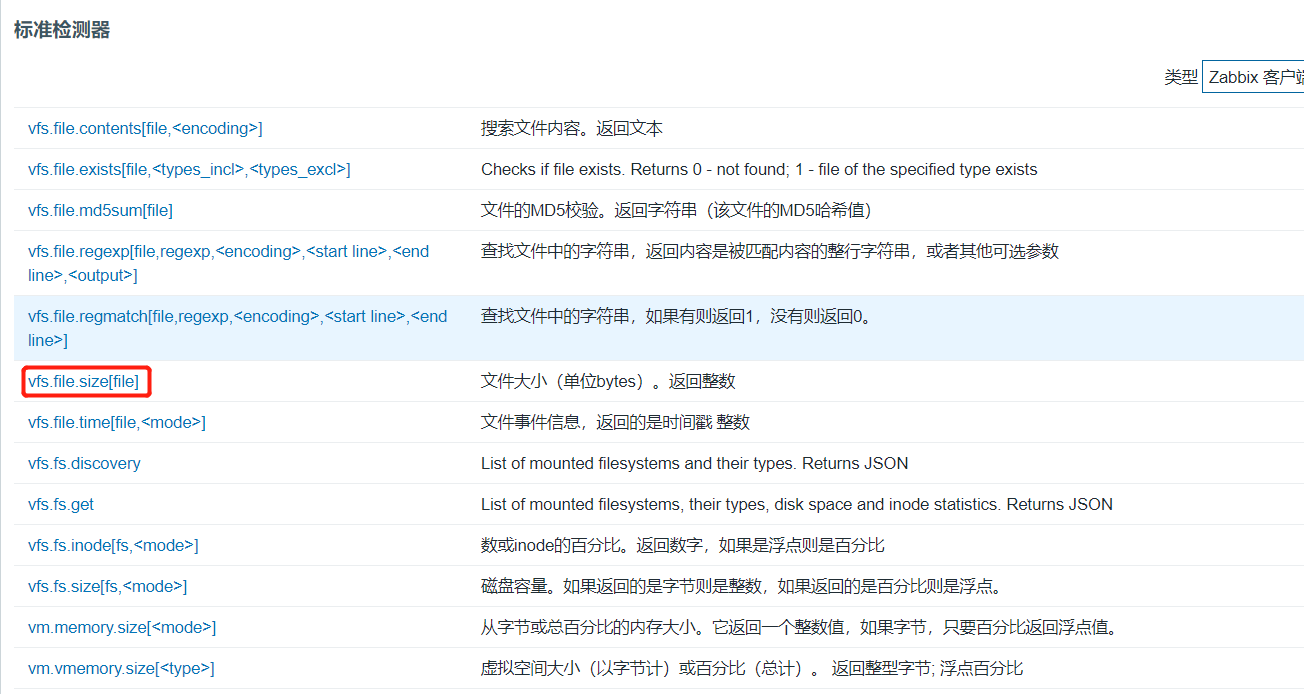 标准检测器
类型 Zabbix 客户端
vfs.file.contents[file,<encoding>] 搜索文件内容。返回文本
vfs.file.exists[file,<types_incl>,<types_excl>] Checks if file exists. Returns 0 - not found; 1 - file of the specified type exists
vfs.file.md5sum[file] 文件的MD5校验。返回字符串（该文件的MD5哈希值）
vfs.file.regexp[file,regexp,<encoding>,<start line>,<end 查找文件中的字符串，返回内容是被匹配内容的整行字符串，或者其他可选参数
line>,<output>]
vfs.file.regmatch[file,regexp,<encoding>,<start line>,<end 查找文件中的字符串，如果有则返回1，没有则返回0。
line>]
vfs.file.size[file] 文件大小（单位bytes）。返回整数
vfs.file.time[file,<mode>] 文件事件信息，返回的是时间戳 整数
vfs.fs.discovery List of mounted filesystems and their types. Returns JSON
vfs.fs.get List of mounted filesystems, their types, disk space and inode statistics. Returns JSON
vfs.fs.inode[fs,<mode>] 数或inode的百分比。返回数字，如果是浮点则是百分比
vfs.fs.size[fs,<mode>] 磁盘容量。如果返回的是字节则是整数，如果返回的是百分比则是浮点。
vm.memory.size[<mode>] 从字节或总百分比的内存大小。它返回一个整数值，如果字节，只要百分比返回浮点值。
vm.vmemory.size[<type>] 虚拟空间大小（以字节计）或百分比（总计）。 返回整型字节; 浮点百分比